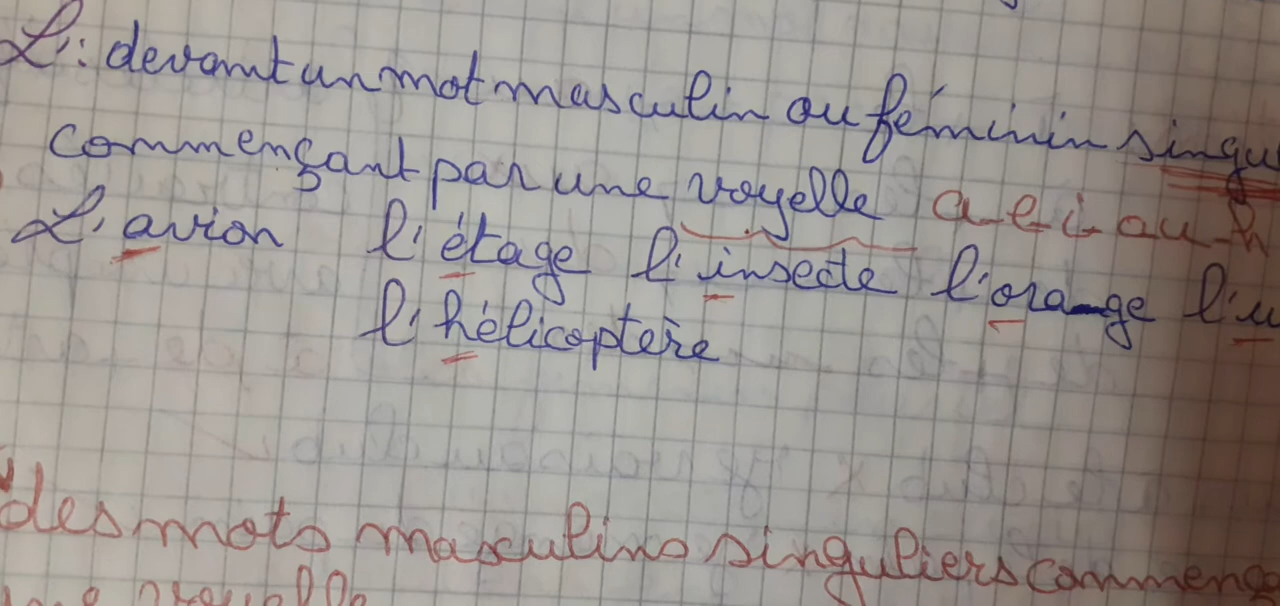 L': devant un mot masculin ou féminin singu
commençant par une voyelle a-e-i-o-u-h
L'avion l'étage l'insecte l'orange l'u
l'hélicoptère
des mots masculins singuliers commenç
voyelle